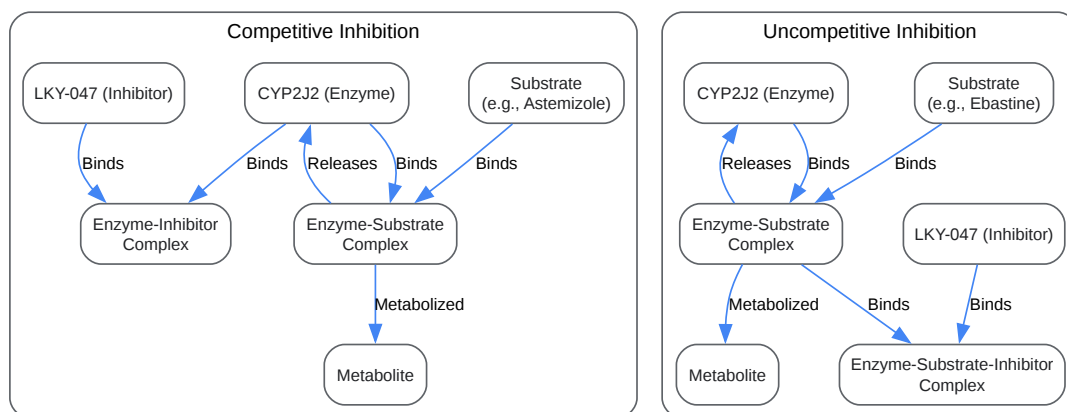 Competitive Inhibition
LKY-047 (Inhibitor)
CYP2J2 (Enzyme)
Substrate
(e.g., Astemizole)
Binds
Binds
Releases
Binds
Binds
Enzyme-Inhibitor
Complex
Enzyme-Substrate
Complex
Metabolized
Metabolite
Uncompetitive Inhibition
CYP2J2 (Enzyme)
Substrate
(e.g., Ebastine)
Releases
Binds
Binds
Enzyme-Substrate
Complex
LKY-047 (Inhibitor)
Metabolized
Binds
Binds
Metabolite
Enzyme-Substrate-Inhibitor
Complex